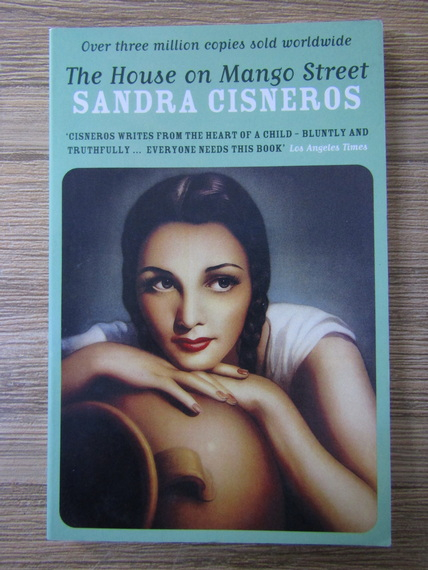 Over three million copies sold worldwide
The House on Mango Street
SANDRA CISNEROS
'CISNEROS WRITES FROM THE HEART OF A CHILD – BLUNTLY AND
TRUTHFULLY ... EVERYONE NEEDS THIS BOOK' Los Angeles Times